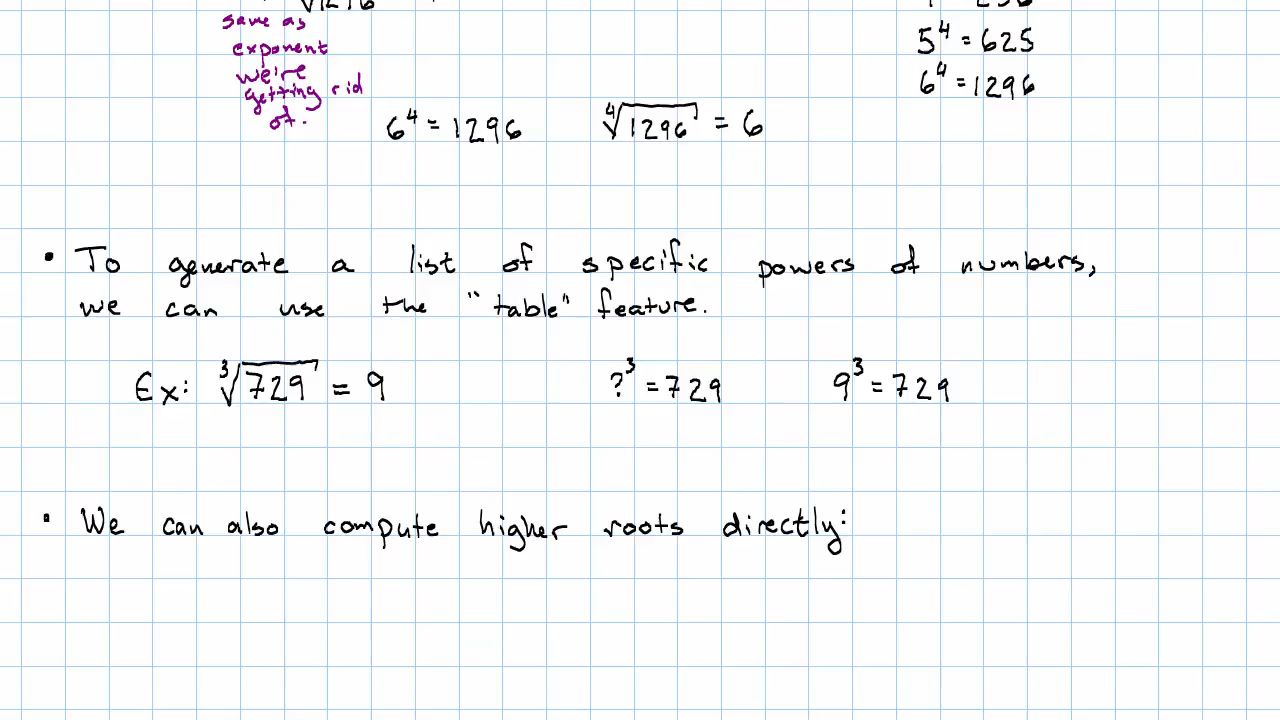 √1296
same as
exponent
we're
getting rid
of.
5⁴ = 625
6⁴ = 1296
6⁴ = 1296 ∜1296 = 6
• To generate a list of specific powers of numbers,
we can use the "table" feature.
Ex: ∛729 = 9 ?³ = 729 9³ = 729
• We can also compute higher roots directly: